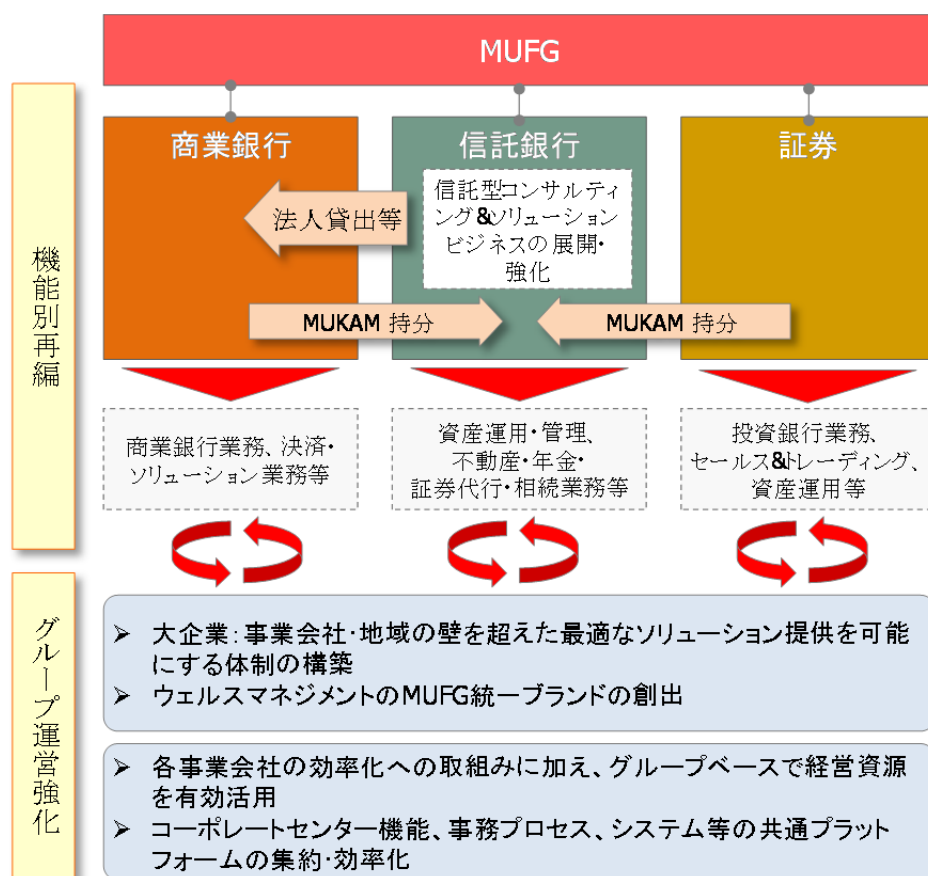 MUFG
機能別再編
商業銀行
信託銀行
証券
信託型コンサルティ
ング&ソリューション
ビジネスの展開・
強化
法人貸出等
MUKAM 持分
MUKAM 持分
商業銀行業務、決済・
ソリューション業務等
資産運用・管理、
不動産・年金・
証券代行・相続業務等
投資銀行業務、
セールス&トレーディング、
資産運用等
グループ運営強化
➢ 大企業：事業会社・地域の壁を超えた最適なソリューション提供を可能
にする体制の構築
➢ ウェルスマネジメントのMUFG統一ブランドの創出
➢ 各事業会社の効率化への取組みに加え、グループベースで経営資源
を有効活用
➢ コーポレートセンター機能、事務プロセス、システム等の共通プラット
フォームの集約・効率化